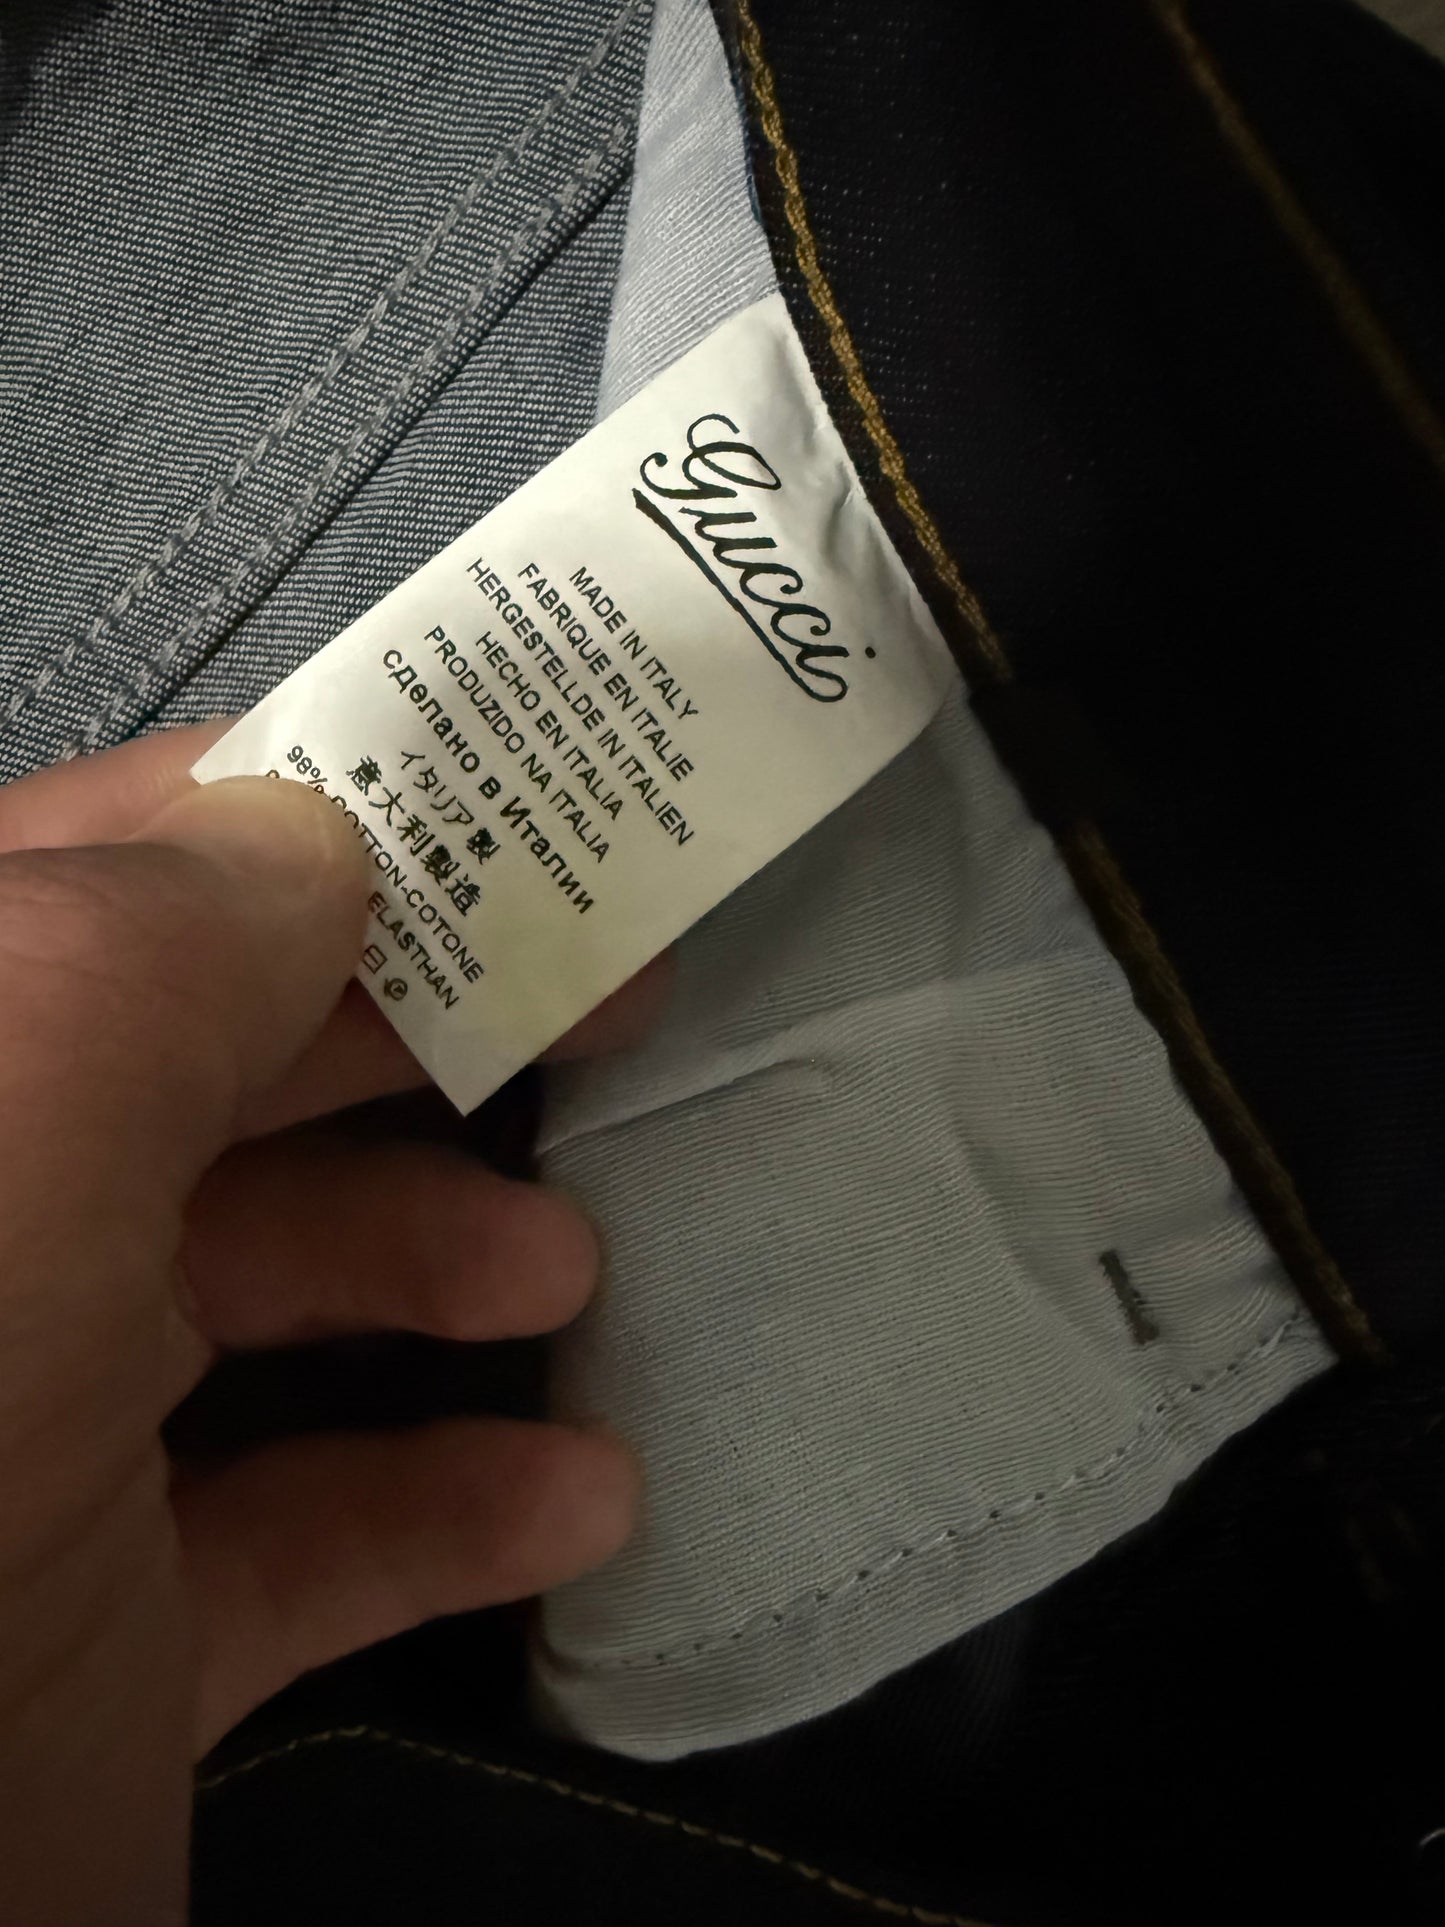 Gucci
MADE IN ITALY
FABRIQUE EN ITALIE
HERGESTELLDE IN ITALIEN
HECHO EN ITALIA
PRODUZIDO NA ITALIA
сделано в Италии
イタリア製
意大利製造
98% COTTON-COTONE
ELASTHAN